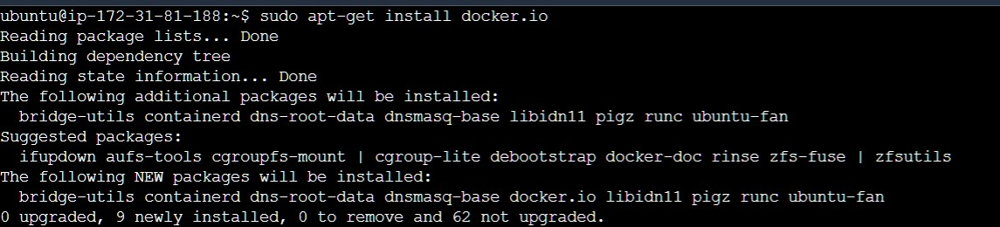 ubuntu@ip-172-31-81-188:~$ sudo apt-get install docker.io
Reading package lists... Done
Building dependency tree
Reading state information... Done
The following additional packages will be installed:
  bridge-utils containerd dns-root-data dnsmasq-base libidn11 pigz runc ubuntu-fan
Suggested packages:
  ifupdown aufs-tools cgroupfs-mount | cgroup-lite debootstrap docker-doc rinse zfs-fuse | zfsutils
The following NEW packages will be installed:
  bridge-utils containerd dns-root-data dnsmasq-base docker.io libidn11 pigz runc ubuntu-fan
0 upgraded, 9 newly installed, 0 to remove and 62 not upgraded.